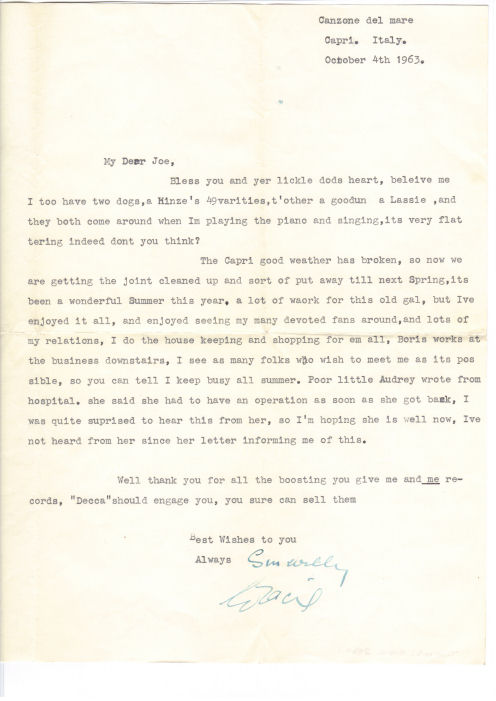 Canzone del mare
Capri. Italy.
October 4th 1963.
My Dear Joe,
Bless you and yer lickle dods heart, beleive me
I too have two dogs,a Hinze's 49varities,t'other a goodun a Lassie ,and
they both come around when Im playing the piano and singing,its very flat
tering indeed dont you think?
The Capri good weather has broken, so now we
are getting the joint cleaned up and sort of put away till next Spring,its
been a wonderful Summer this year, a lot of waork for this old gal, but Ive
enjoyed it all, and enjoyed seeing my many devoted fans around,and lots of
my relations, I do the house keeping and shopping for em all, Boris works at
the business downstairs, I see as many folks who wish to meet me as its pos
sible, so you can tell I keep busy all summer. Poor little Audrey wrote from
hospital. she said she had to have an operation as soon as she got back, I
was quite suprised to hear this from her, so I'm hoping she is well now, Ive
not heard from her since her letter informing me of this.
Well thank you for all the boosting you give me and me re-
cords, "Decca"should engage you, you sure can sell them
Best Wishes to you
Always Sincerelly
Gracie